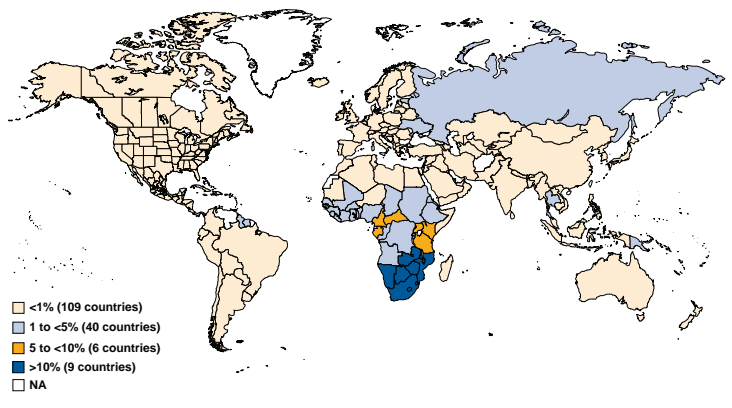 <1% (109 countries)
1 to <5% (40 countries)
5 to <10% (6 countries)
>10% (9 countries)
NA